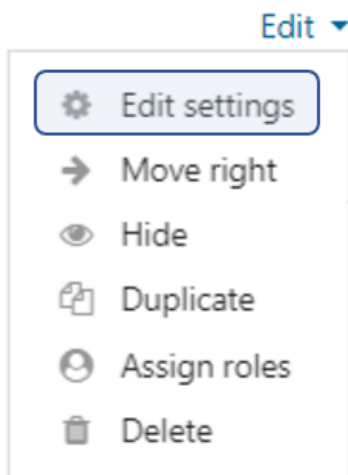 Edit
Edit settings
Move right
Hide
Duplicate
Assign roles
Delete